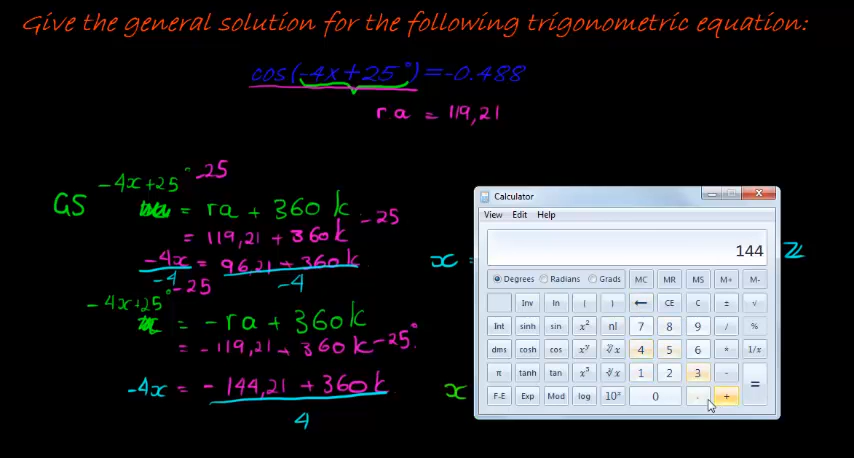 Give the general solution for the following trigonometric equation:
cos(-4x+25°)=-0.488
ra = 119,21
-4x+25° -25
GS = ra + 360k -25
= 119,21 + 360k
-4x = 96,21 + 360k
-4 -4
x =
Z
-25
-4x+25°
= -ra + 360k
= -119,21 + 360k -25°
-4x = -144,21 + 360k
4
x
Calculator
View Edit Help
144
Degrees Radians Grads MC MR MS M+ M-
Inv ln ( ) ← CE C ± √
Int sinh sin x² n! 7 8 9 / %
dms cosh cos xʸ ʸ√x 4 5 6 * 1/x
π tanh tan x³ ³√x 1 2 3 - =
F-E Exp Mod log 10ˣ 0 . +